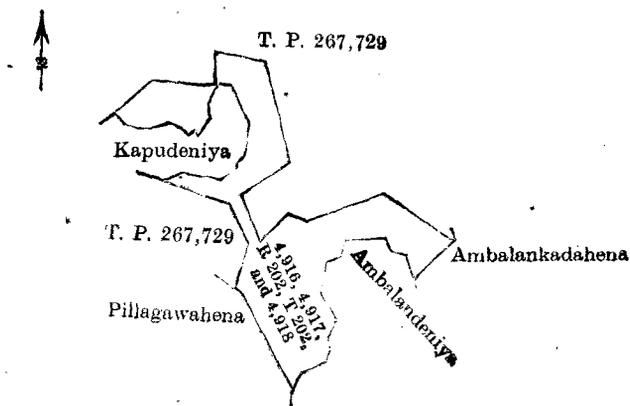 T. P. 267,729
Kapudeniya
T. P. 267,729
Ambalankadahena
Pillagawahena
4,916, 4,917,
R 202, T 202,
and 4,918
Ambalandeniya